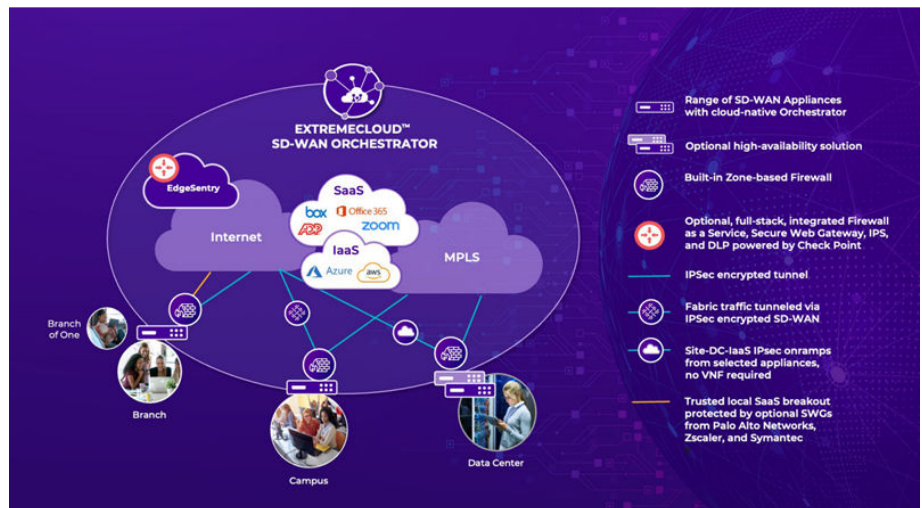 EXTREMECLOUD™
SD-WAN ORCHESTRATOR
EdgeSentry
Internet
SaaS
box
Office 365
ADP
zoom
IaaS
Azure
aws
MPLS
Branch
of One
Branch
Campus
Data Center
Range of SD-WAN Appliances
with cloud-native Orchestrator
Optional high-availability solution
Built-in Zone-based Firewall
Optional, full-stack, integrated Firewall
as a Service, Secure Web Gateway, IPS,
and DLP powered by Check Point
IPSec encrypted tunnel
Fabric traffic tunneled via
IPSec encrypted SD-WAN
Site-DC-IaaS IPsec onramps
from selected appliances,
no VNF required
Trusted local SaaS breakout
protected by optional SWGs
from Palo Alto Networks,
Zscaler, and Symantec